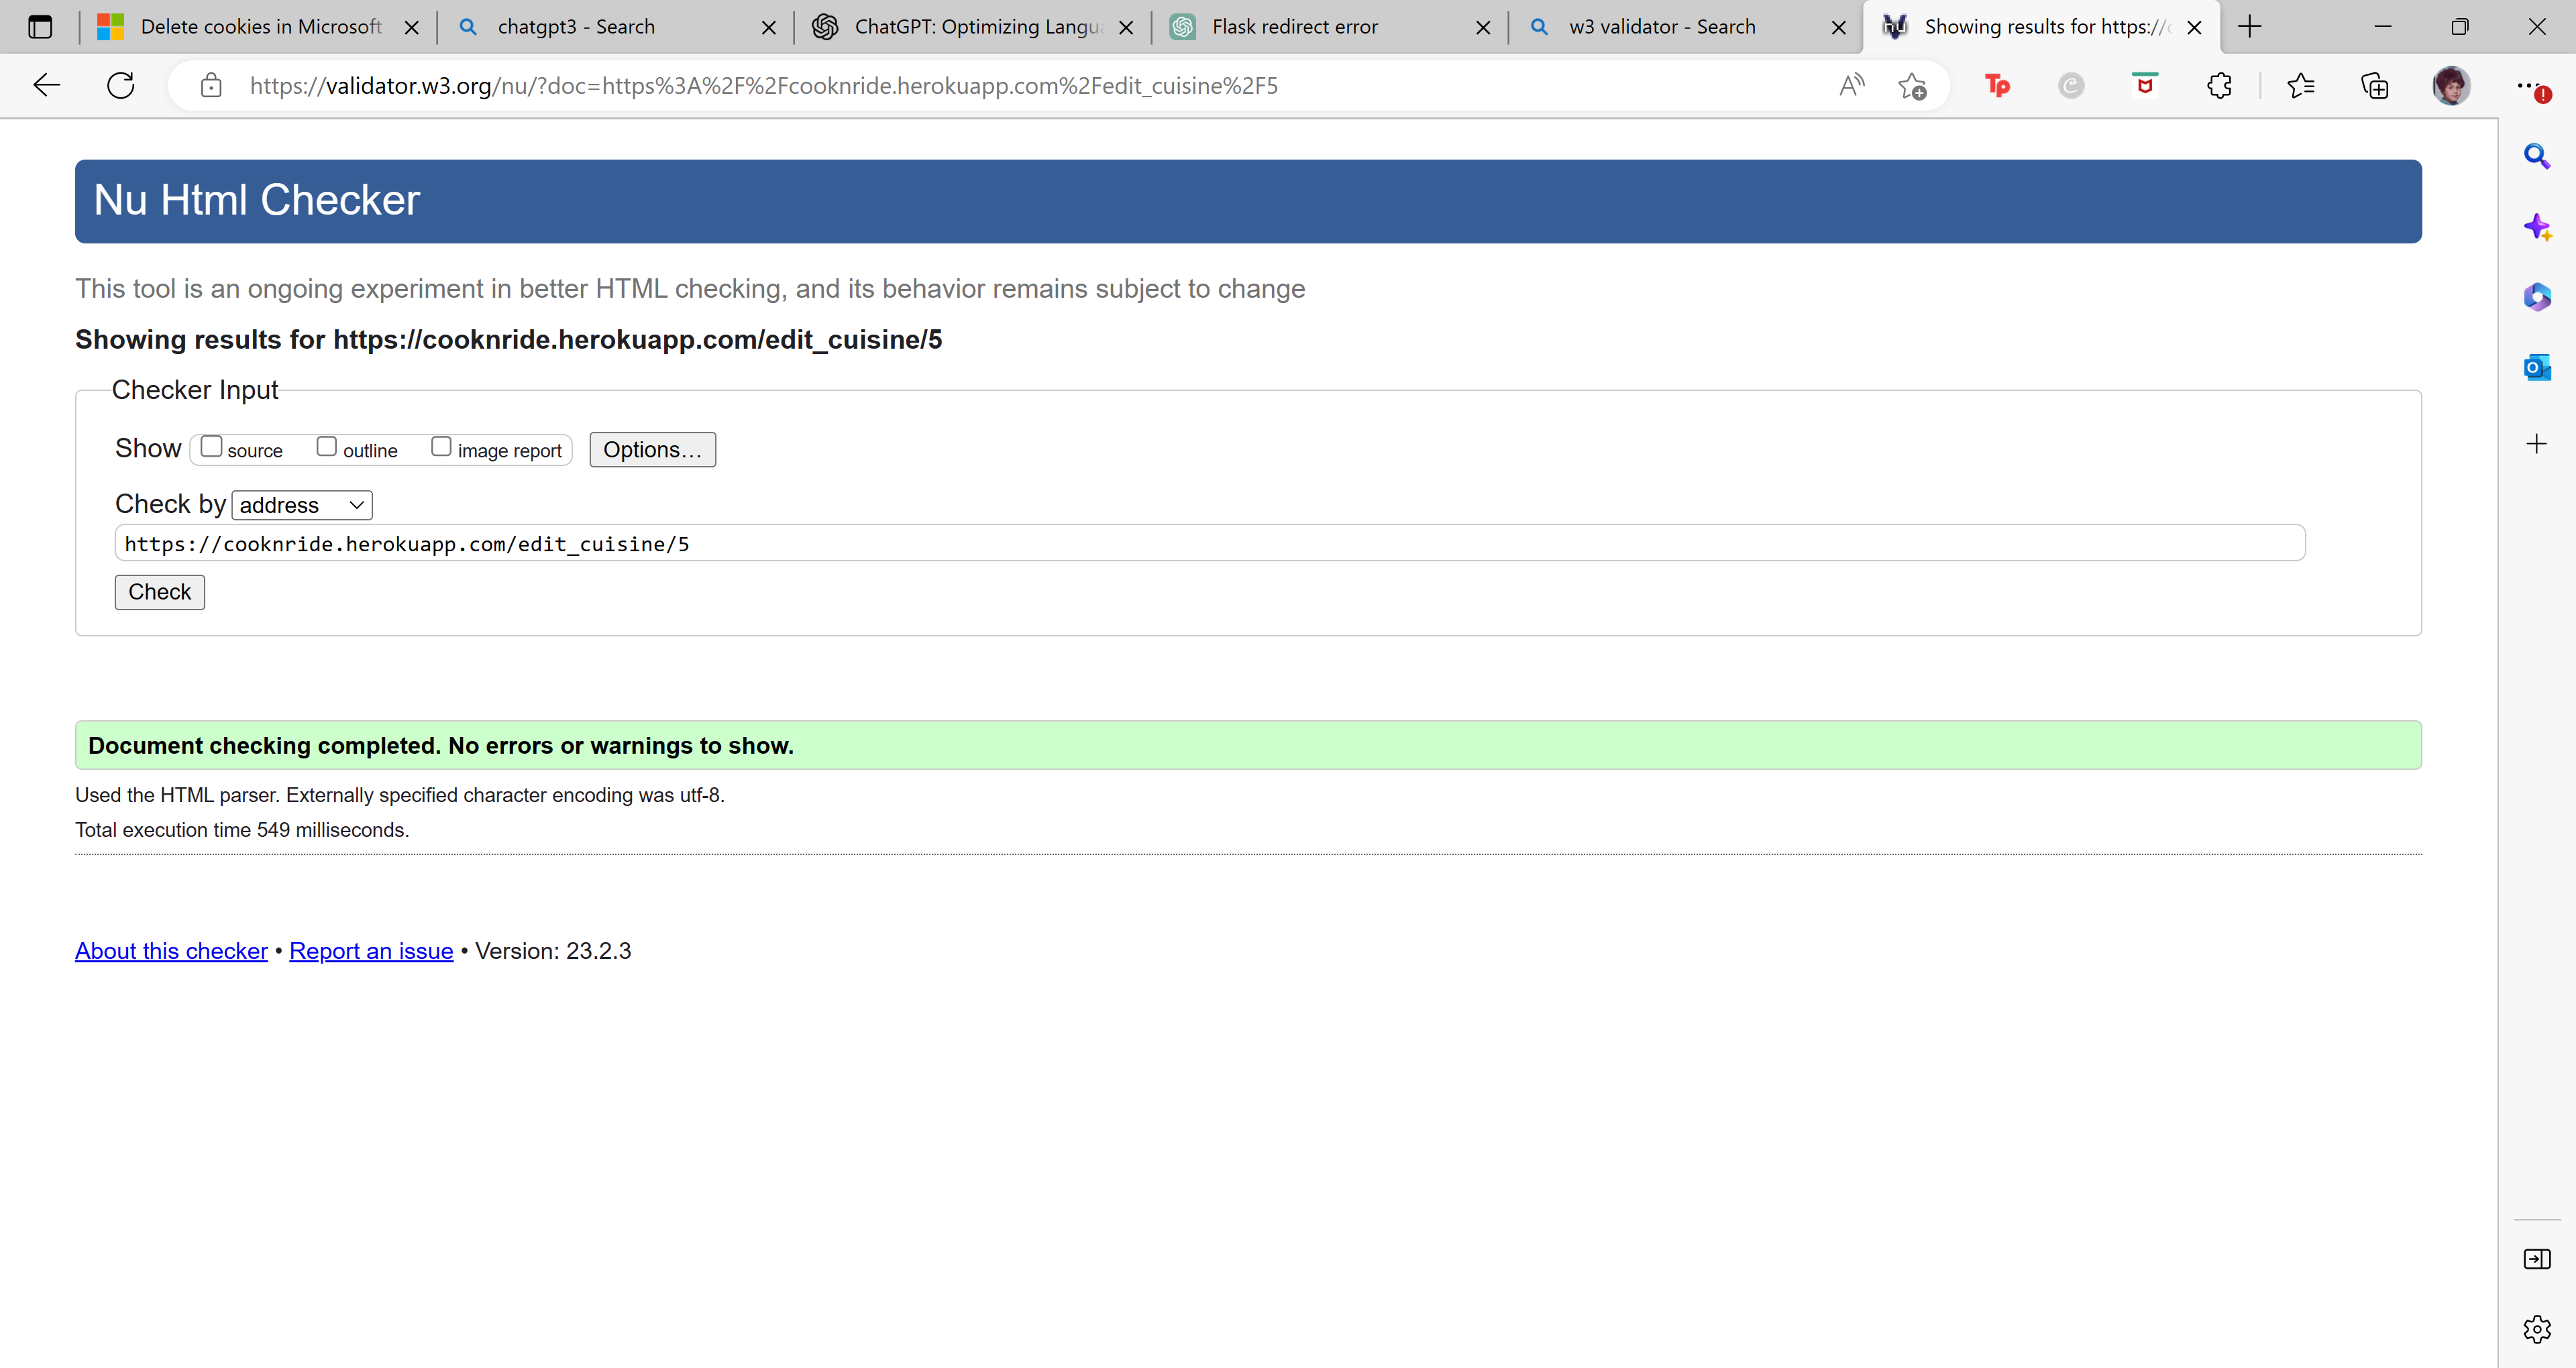 Delete cookies in Microsoft
chatgpt3 - Search
ChatGPT: Optimizing Langu
Flask redirect error
w3 validator - Search
Showing results for https://
https://validator.w3.org/nu/?doc=https%3A%2F%2Fcooknride.herokuapp.com%2Fedit_cuisine%2F5
Nu Html Checker
This tool is an ongoing experiment in better HTML checking, and its behavior remains subject to change
Showing results for https://cooknride.herokuapp.com/edit_cuisine/5
Checker Input
Show source outline image report Options...
Check by address
https://cooknride.herokuapp.com/edit_cuisine/5
Check
Document checking completed. No errors or warnings to show.
Used the HTML parser. Externally specified character encoding was utf-8.
Total execution time 549 milliseconds.
About this checker • Report an issue • Version: 23.2.3